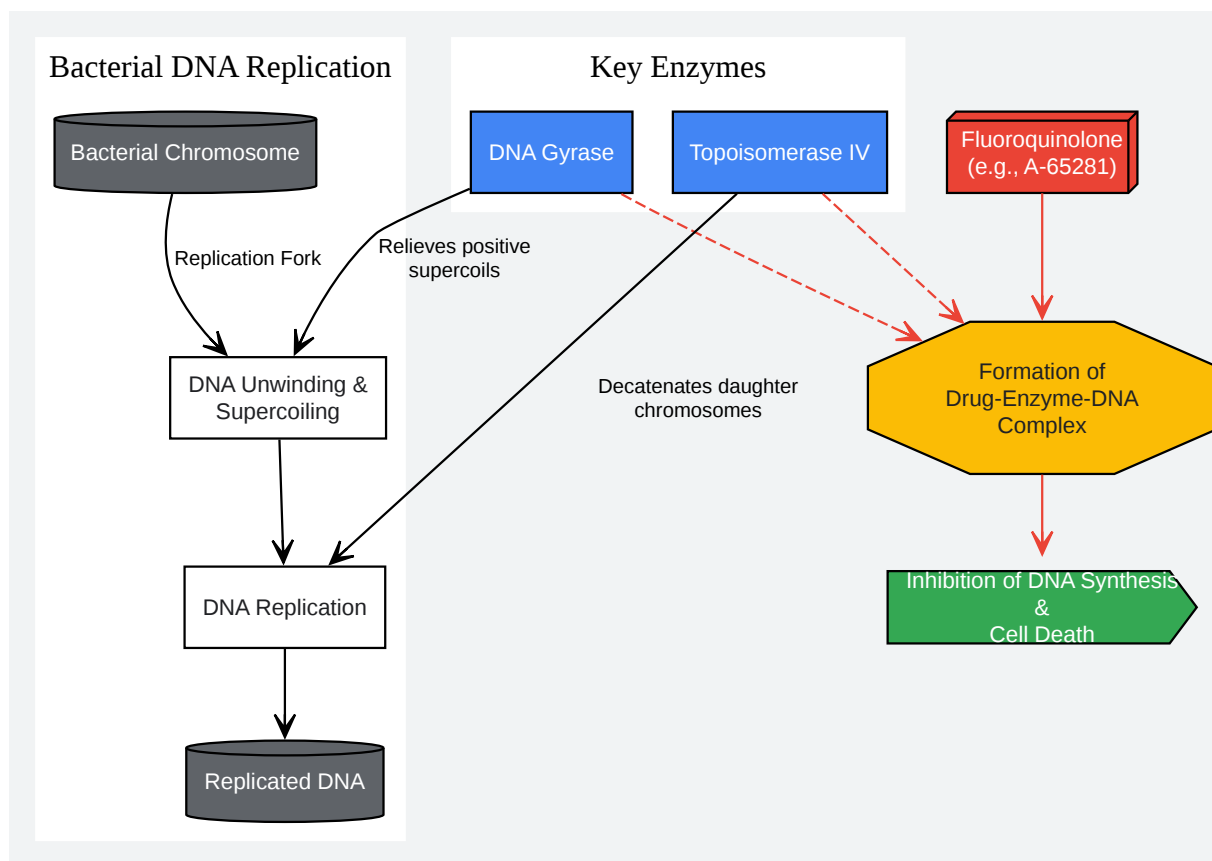 Bacterial DNA Replication
Key Enzymes
Bacterial Chromosome
DNA Gyrase
Topoisomerase IV
Fluoroquinolone
(e.g., A-65281)
Replication Fork
Relieves positive
supercoils
DNA Unwinding &
Supercoiling
Decatenates daughter
chromosomes
Formation of
Drug-Enzyme-DNA
Complex
DNA Replication
Inhibition of DNA Synthesis
&
Cell Death
Replicated DNA